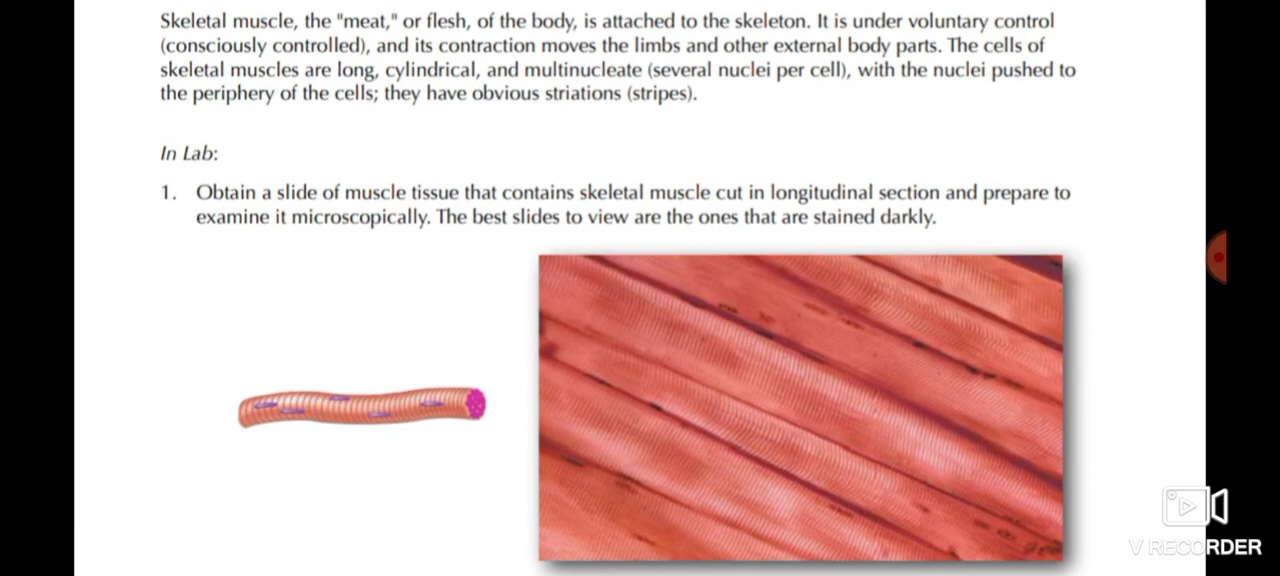 Skeletal muscle, the "meat," or flesh, of the body, is attached to the skeleton. It is under voluntary control
(consciously controlled), and its contraction moves the limbs and other external body parts. The cells of
skeletal muscles are long, cylindrical, and multinucleate (several nuclei per cell), with the nuclei pushed to
the periphery of the cells; they have obvious striations (stripes).
In Lab:
1. Obtain a slide of muscle tissue that contains skeletal muscle cut in longitudinal section and prepare to
examine it microscopically. The best slides to view are the ones that are stained darkly.
V RECORDER